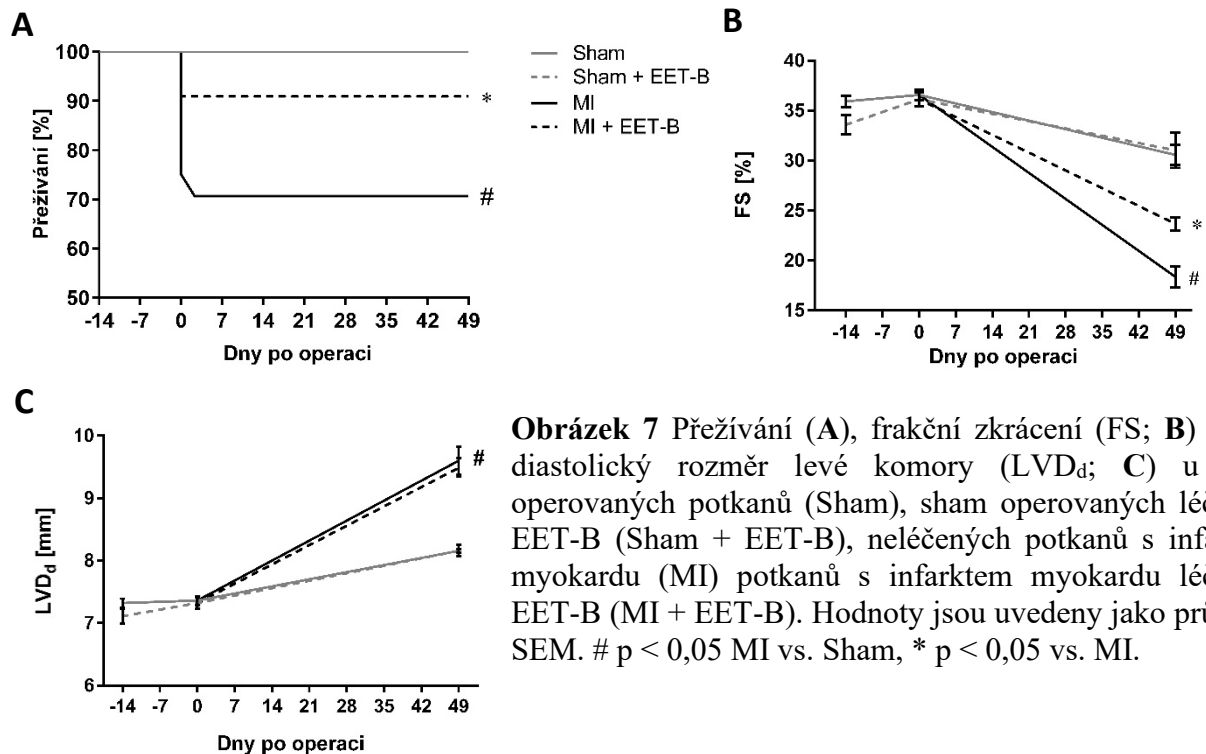 A
Přežívání [%]
100
90
80
70
60
50
-14 -7 0 7 14 21 28 35 42 49
Dny po operaci
*
#
Sham
Sham + EET-B
MI
MI + EET-B
B
FS [%]
40
35
30
25
20
15
-14 -7 0 7 14 21 28 35 42 49
Dny po operaci
*
#
C
LVDd [mm]
10
9
8
7
6
-14 -7 0 7 14 21 28 35 42 49
Dny po operaci
#
Obrázek 7 Přežívání (A), frakční zkrácení (FS; B)
diastolický rozměr levé komory (LVDd; C) u
operovaných potkanů (Sham), sham operovaných léč
EET-B (Sham + EET-B), neléčených potkanů s infa
myokardu (MI) potkanů s infarktem myokardu léč
EET-B (MI + EET-B). Hodnoty jsou uvedeny jako prů
SEM. # p < 0,05 MI vs. Sham, * p < 0,05 vs. MI.